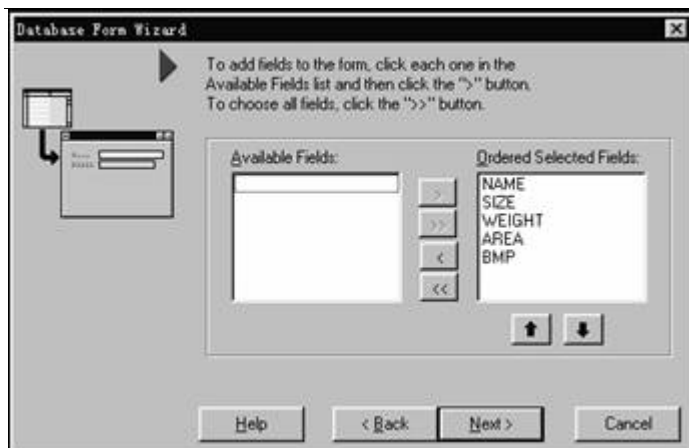 Database Form Wizard
To add fields to the form, click each one in the
Available Fields list and then click the ">" button.
To choose all fields, click the ">>" button.
Available Fields:
Ordered Selected Fields:
>
>>
<
<<
NAME
SIZE
WEIGHT
AREA
BMP
Help
< Back
Next >
Cancel